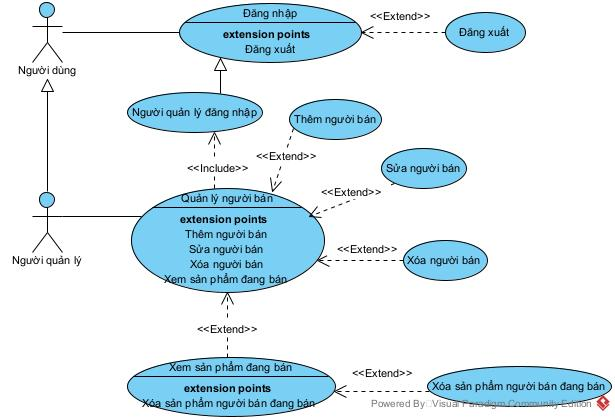 Đăng nhập
extension points
Đăng xuất
<<Extend>>
Đăng xuất
Người dùng
Người quản lý đăng nhập
Thêm người bán
<<Extend>>
<<Include>>
Sửa người bán
<<Extend>>
Quản lý người bán
extension points
Thêm người bán
Sửa người bán
Xóa người bán
Xem sản phẩm đang bán
<<Extend>>
Xóa người bán
Người quản lý
<<Extend>>
Xem sản phẩm đang bán
extension points
Xóa sản phẩm người bán đang bán
<<Extend>>
Xóa sản phẩm người bán đang bán
Powered By Visual Paradigm Community Edition